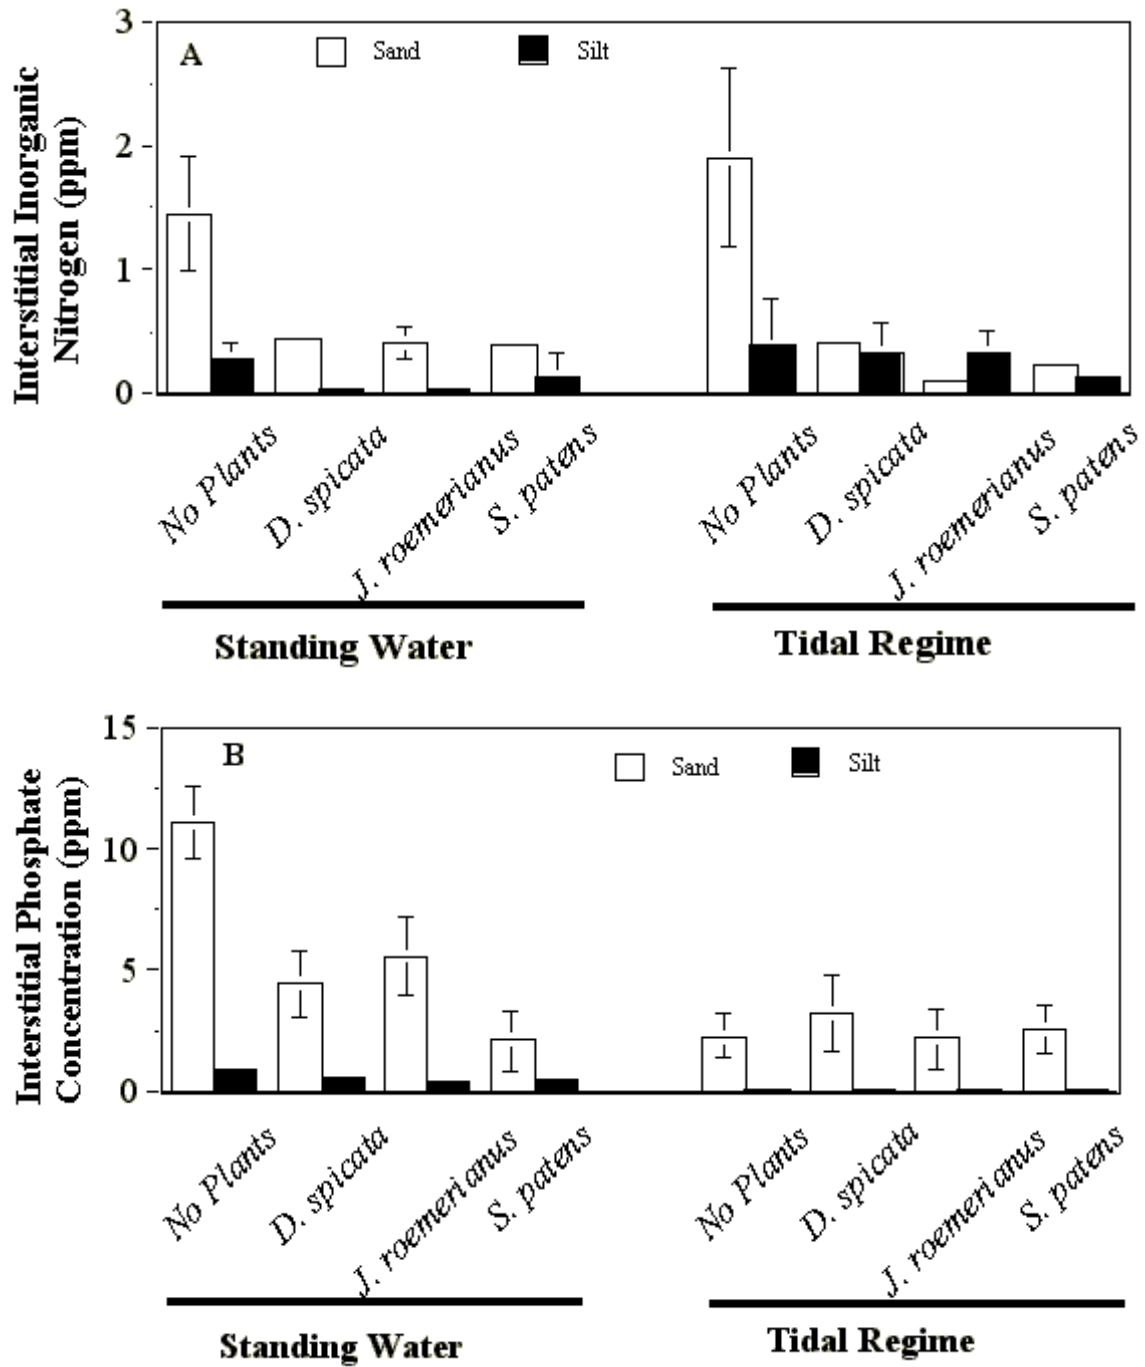 3
A
Sand
Silt
Interstitial Inorganic
Nitrogen (ppm)
2
1
0
No Plants
D. spicata
J. roemerianus
S. patens
No Plants
D. spicata
J. roemerianus
S. patens
Standing Water
Tidal Regime
15
B
Sand
Silt
Interstitial Phosphate
Concentration (ppm)
10
5
0
No Plants
D. spicata
J. roemerianus
S. patens
No Plants
D. spicata
J. roemerianus
S. patens
Standing Water
Tidal Regime